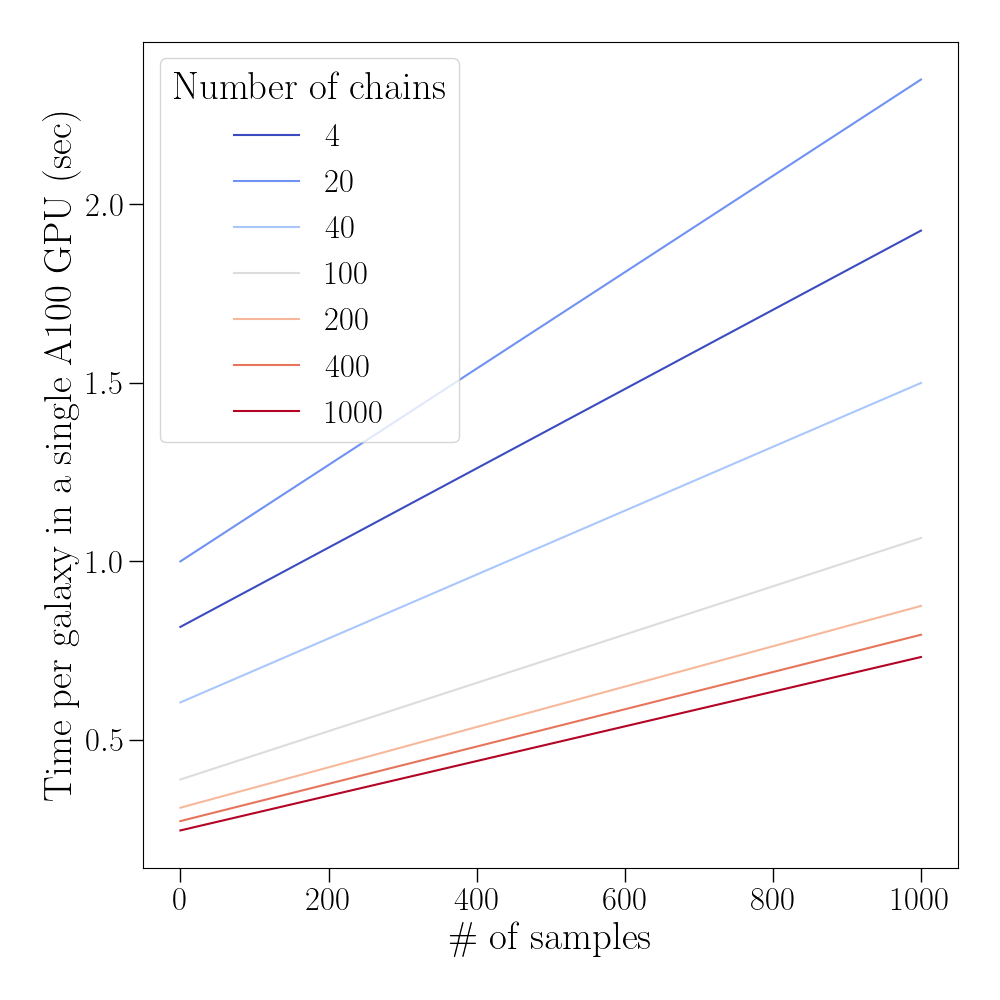 Number of chains
4
20
40
100
200
400
1000
Time per galaxy in a single A100 GPU (sec)
2.0
1.5
1.0
0.5
0 200 400 600 800 1000
# of samples